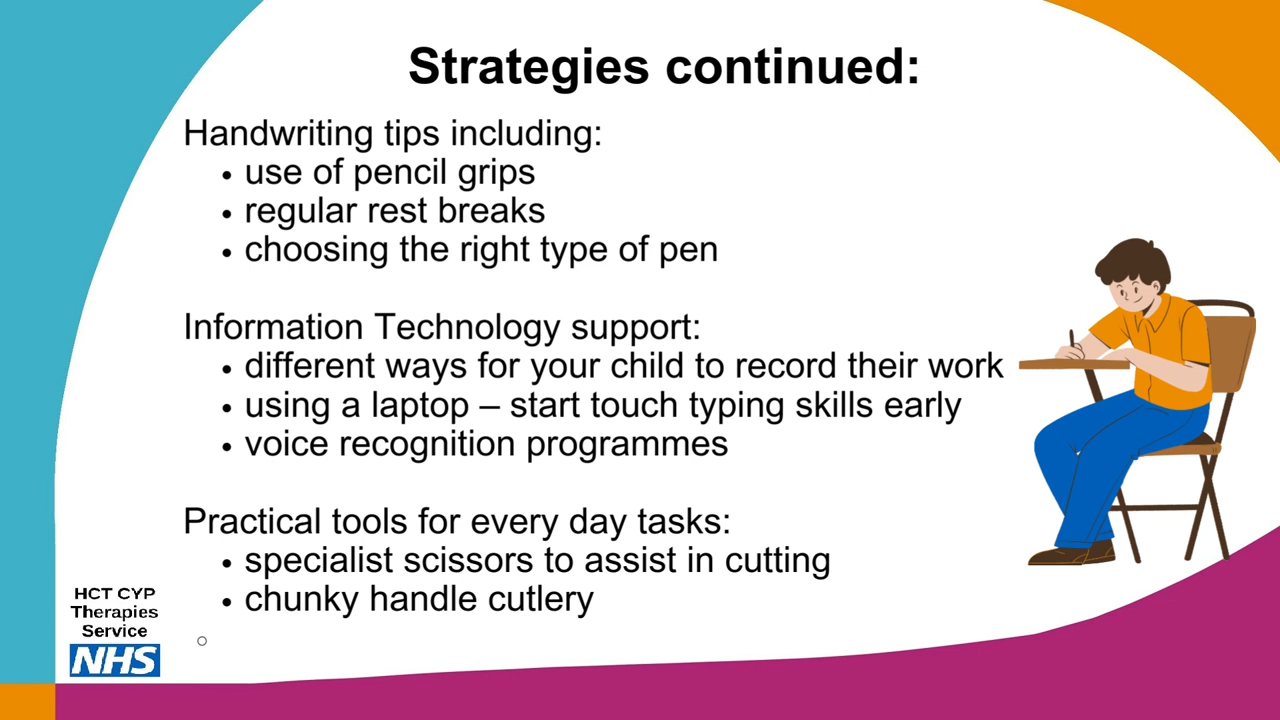 Strategies continued:
Handwriting tips including:
• use of pencil grips
• regular rest breaks
• choosing the right type of pen
Information Technology support:
• different ways for your child to record their work
• using a laptop – start touch typing skills early
• voice recognition programmes
Practical tools for every day tasks:
• specialist scissors to assist in cutting
• chunky handle cutlery
HCT CYP
Therapies
Service
NHS